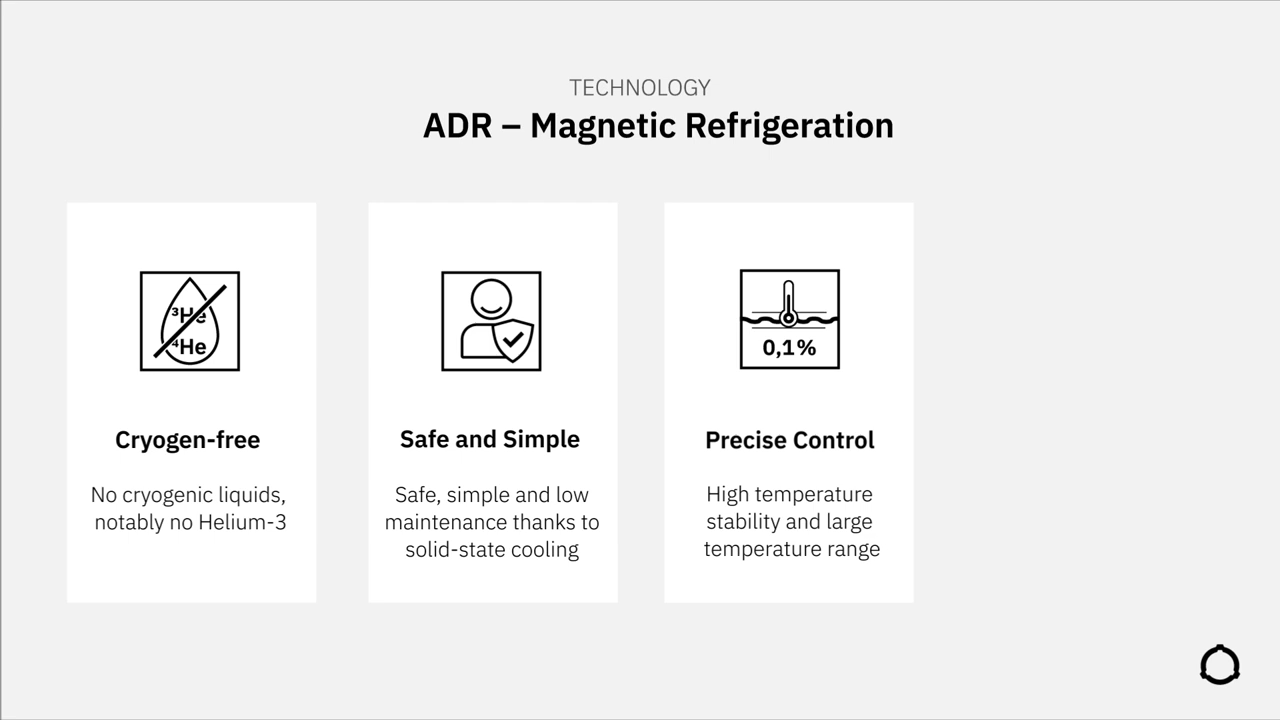 TECHNOLOGY
ADR – Magnetic Refrigeration
³He
⁴He
Cryogen-free
No cryogenic liquids,
notably no Helium-3
Safe and Simple
Safe, simple and low
maintenance thanks to
solid-state cooling
0,1%
Precise Control
High temperature
stability and large
temperature range